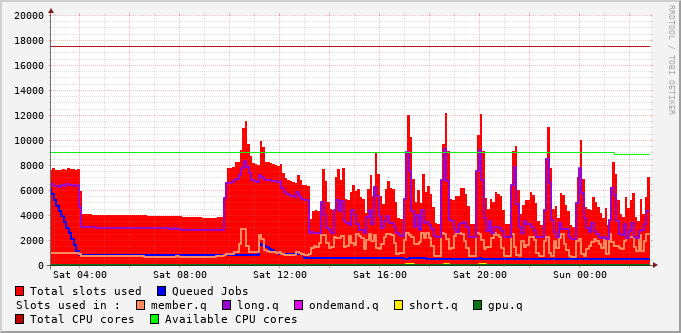 20000
18000
16000
14000
12000
10000
8000
6000
4000
2000
0
Sat 04:00 Sat 08:00 Sat 12:00 Sat 16:00 Sat 20:00 Sun 00:00
RRDTOOL / TOBI OETIKER
Total slots used Queued Jobs
Slots used in : member.q long.q ondemand.q short.q gpu.q
Total CPU cores Available CPU cores